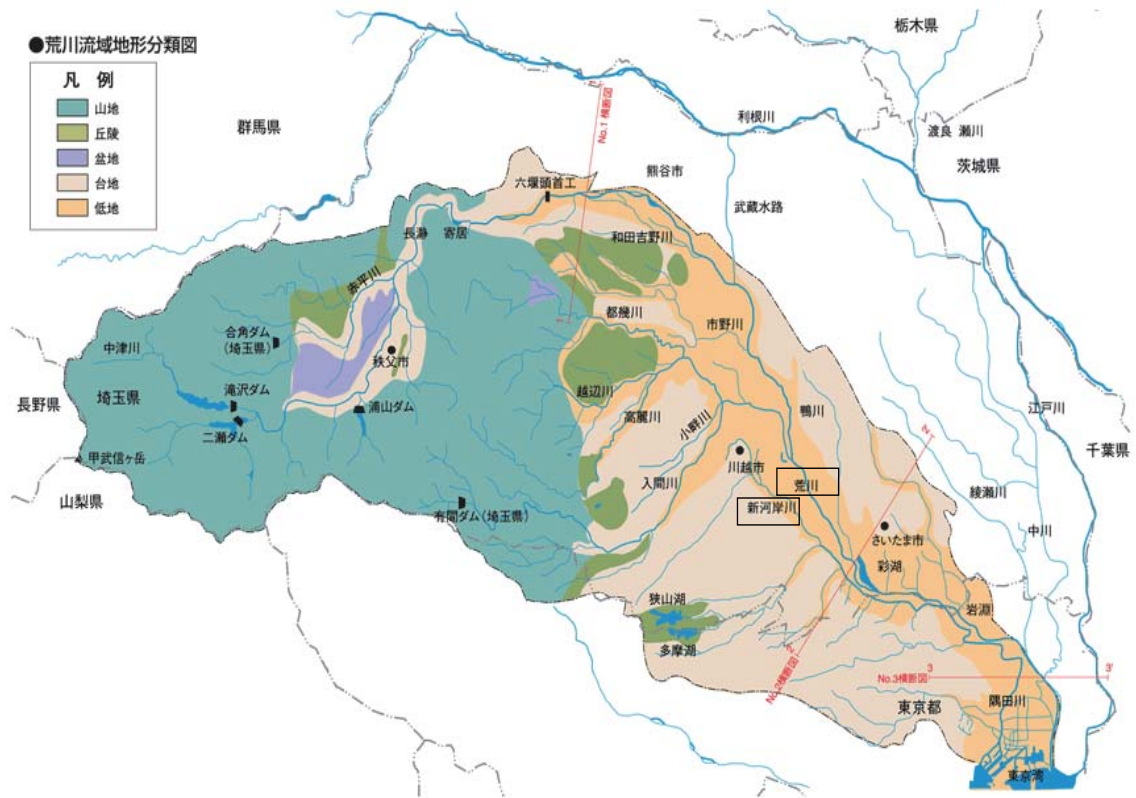 ●荒川流域地形分類図
凡 例
山地
丘陵
盆地
台地
低地
栃木県
群馬県
No.1 横断図
利根川
渡良 瀬川
茨城県
六堰頭首工
熊谷市
武蔵水路
長瀞
寄居
和田吉野川
赤平川
都幾川
市野川
合角ダム
(埼玉県)
中津川
秩父市
越辺川
鴨川
江戸川
長野県
埼玉県
滝沢ダム
浦山ダム
高麗川
小畔川
2'
千葉県
二瀬ダム
甲武信ヶ岳
川越市
入間川
荒川
綾瀬川
山梨県
有間ダム(埼玉県)
新河岸川
さいたま市
中川
彩湖
狭山湖
岩淵
多摩湖
2
No.2横断図
No.3横断図
3
3'
東京都
隅田川
東京湾